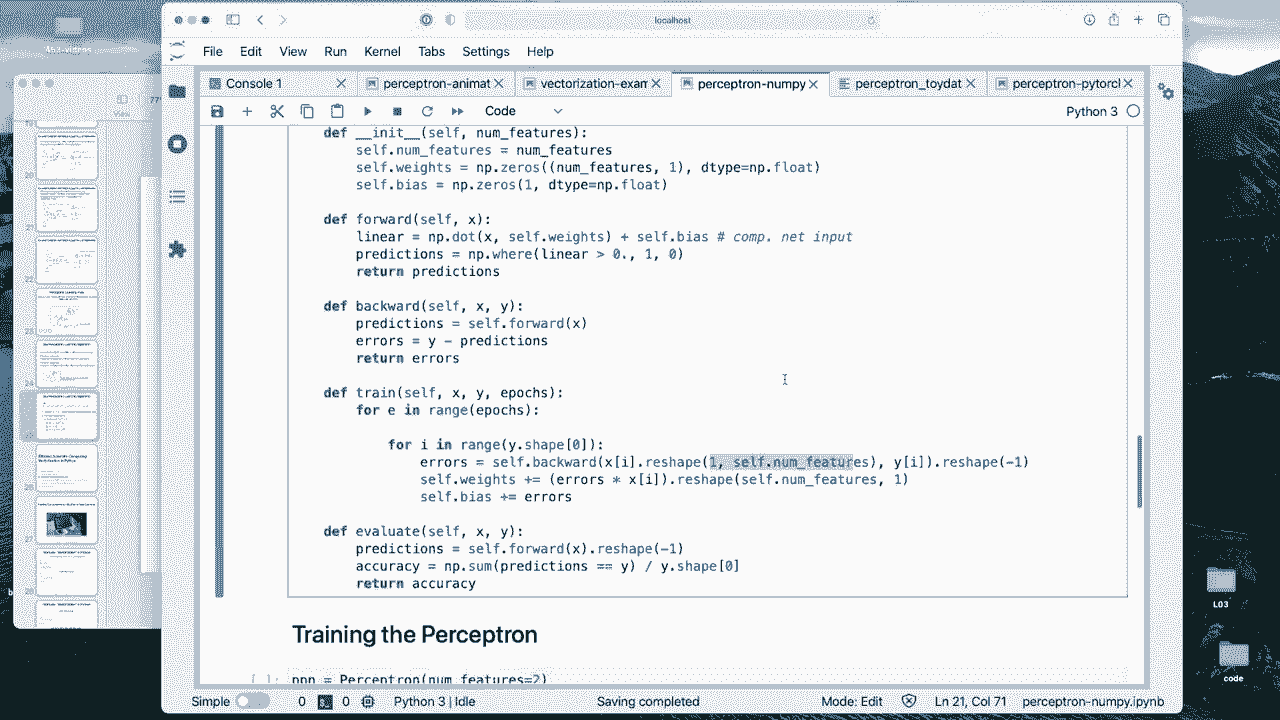 localhost
453-videos
File Edit View Run Kernel Tabs Settings Help
Console 1
perceptron-animat
vectorization-exam
perceptron-numpy
perceptron_toydat
perceptron-pytorcl
View
Code
Python 3
def __init__(self, num_features):
self.num_features = num_features
self.weights = np.zeros((num_features, 1), dtype=np.float)
self.bias = np.zeros(1, dtype=np.float)
def forward(self, x):
linear = np.dot(x, self.weights) + self.bias # comp. net input
predictions = np.where(linear > 0., 1, 0)
return predictions
def backward(self, x, y):
predictions = self.forward(x)
errors = y - predictions
return errors
def train(self, x, y, epochs):
for e in range(epochs):
for i in range(y.shape[0]):
errors = self.backward(x[i].reshape(1, self.num_features), y[i]).reshape(-1)
self.weights += (errors * x[i]).reshape(self.num_features, 1)
self.bias += errors
def evaluate(self, x, y):
predictions = self.forward(x).reshape(-1)
accuracy = np.sum(predictions == y) / y.shape[0]
return accuracy
Training the Perceptron
[ ]: ppn = Perceptron(num_features=2)
L03
code
Simple 0 0 Python 3 | Idle Saving completed Mode: Edit Ln 21, Col 71 perceptron-numpy.ipynb